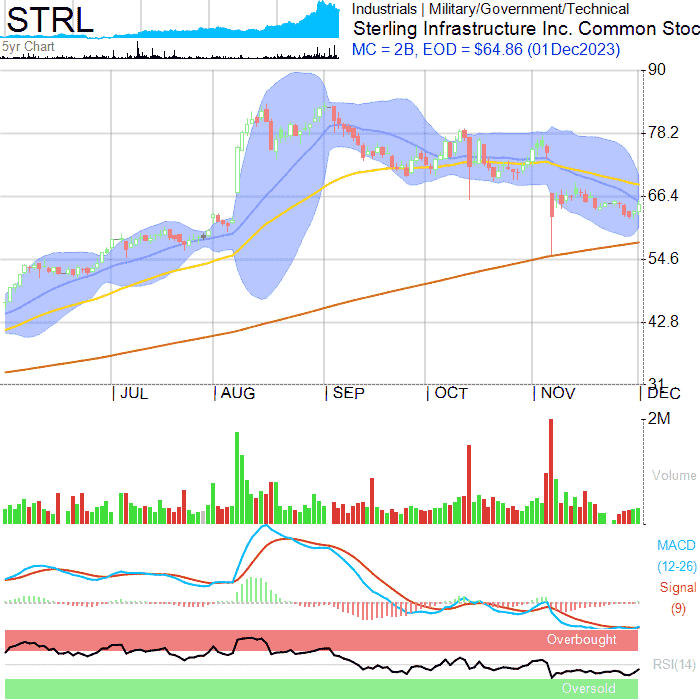 STRL
Industrials | Military/Government/Technical
Sterling Infrastructure Inc. Common Stoc
5yr Chart
MC = 2B, EOD = $64.86 (01Dec2023)
90
78.2
66.4
54.6
42.8
31
JUL
AUG
SEP
OCT
NOV
DEC
2M
Volume
MACD
(12-26)
Signal
(9)
Overbought
RSI(14)
Oversold